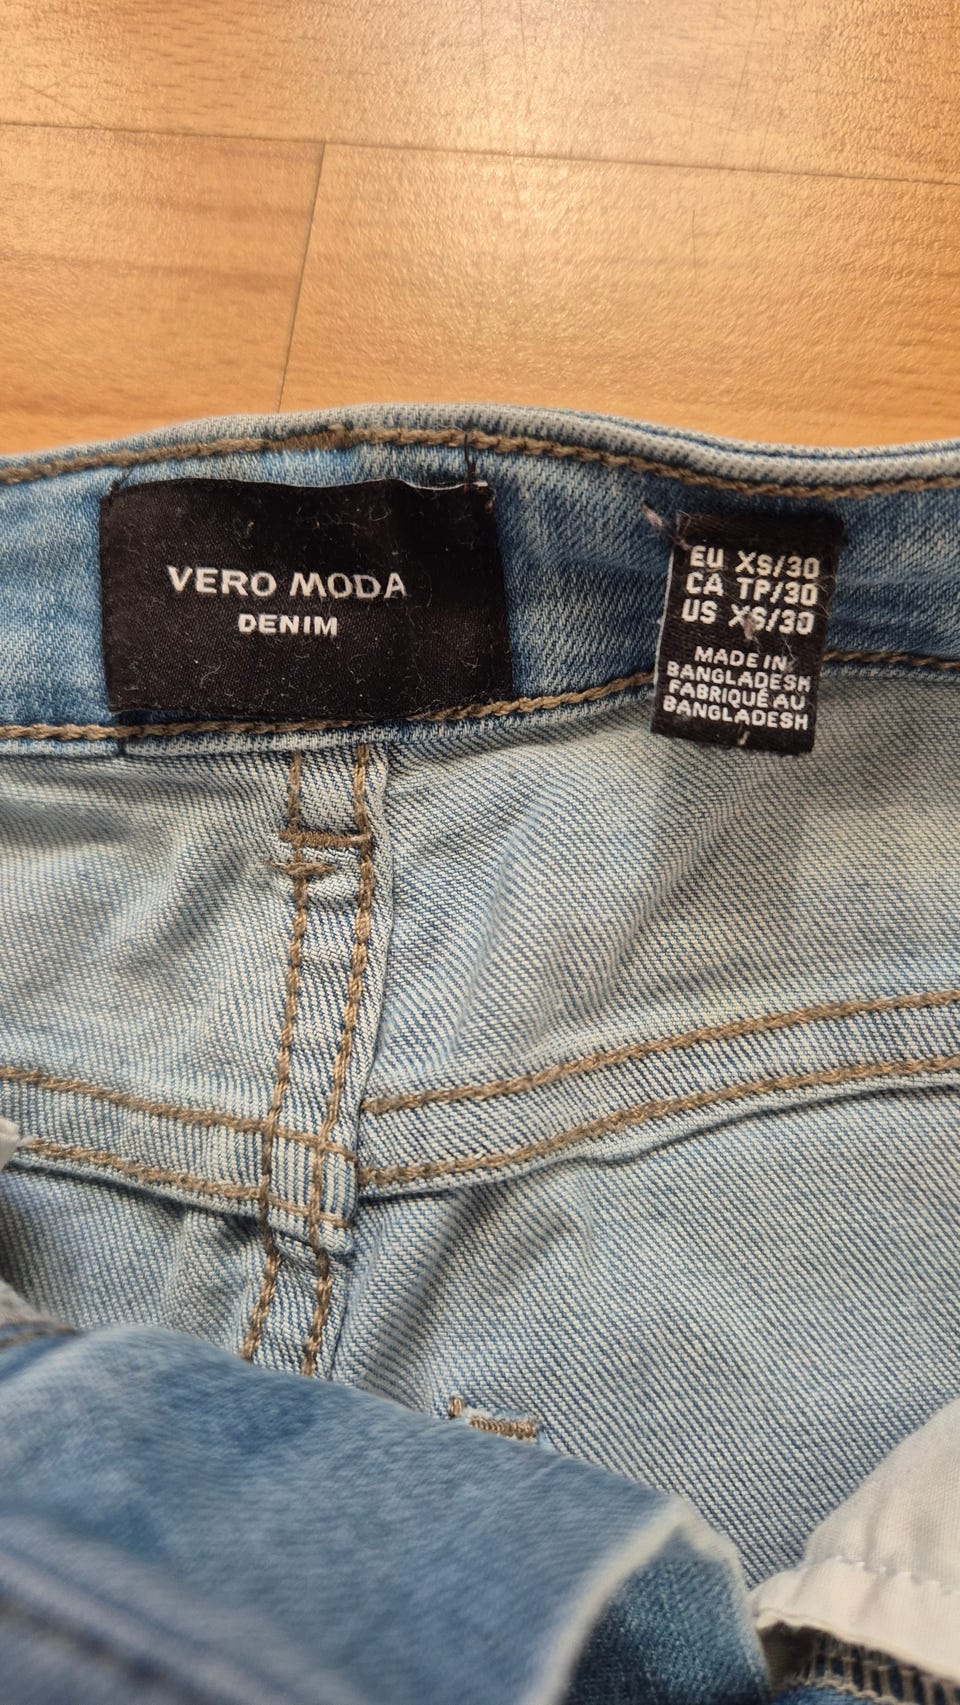 VERO MODA
DENIM
EU XS/30
CA TP/30
US XS/30
MADE IN
BANGLADESH
FABRIQUÉ AU
BANGLADESH